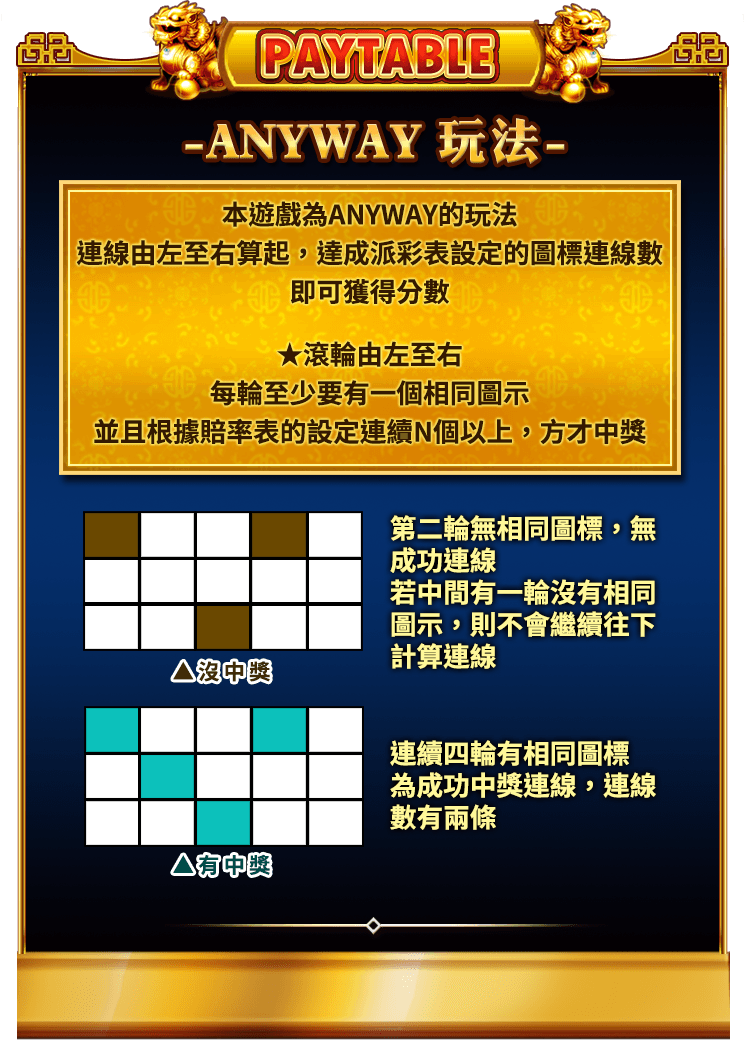 PAYTABLE
-ANYWAY 玩法-
本遊戲為ANYWAY的玩法
連線由左至右算起，達成派彩表設定的圖標連線數
即可獲得分數
★滾輪由左至右
每輪至少要有一個相同圖示
並且根據賠率表的設定連續N個以上，方才中獎
第二輪無相同圖標，無
成功連線
若中間有一輪沒有相同
圖示，則不會繼續往下
計算連線
▲沒中獎
連續四輪有相同圖標
為成功中獎連線，連線
數有兩條
▲有中獎